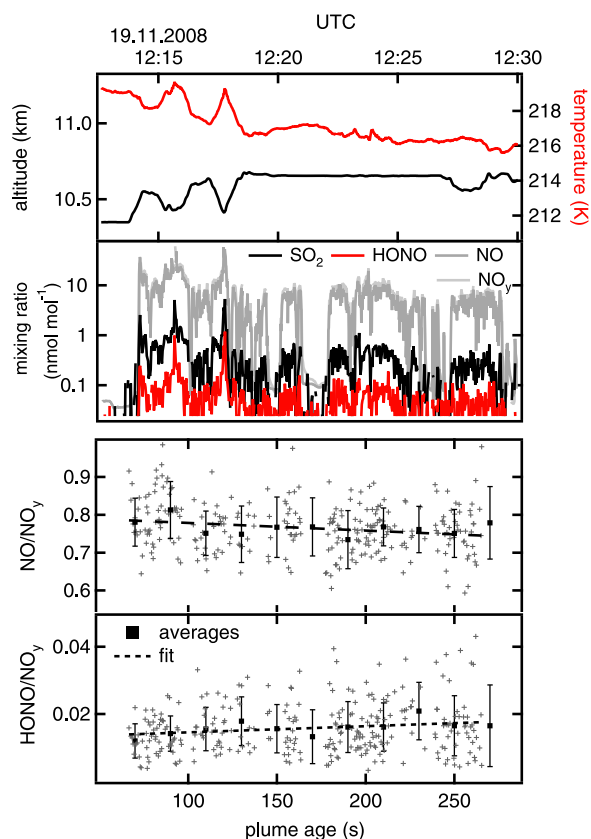 UTC
19.11.2008
12:15 12:20 12:25 12:30
altitude (km)
11.0
10.5
218
216
214
212
temperature (K)
SO2 HONO NO
NOy
mixing ratio
(nmol mol-1)
10
1
0.1
NO/NOy
0.9
0.8
0.7
0.6
averages
fit
HONO/NOy
0.04
0.02
100 150 200 250
plume age (s)